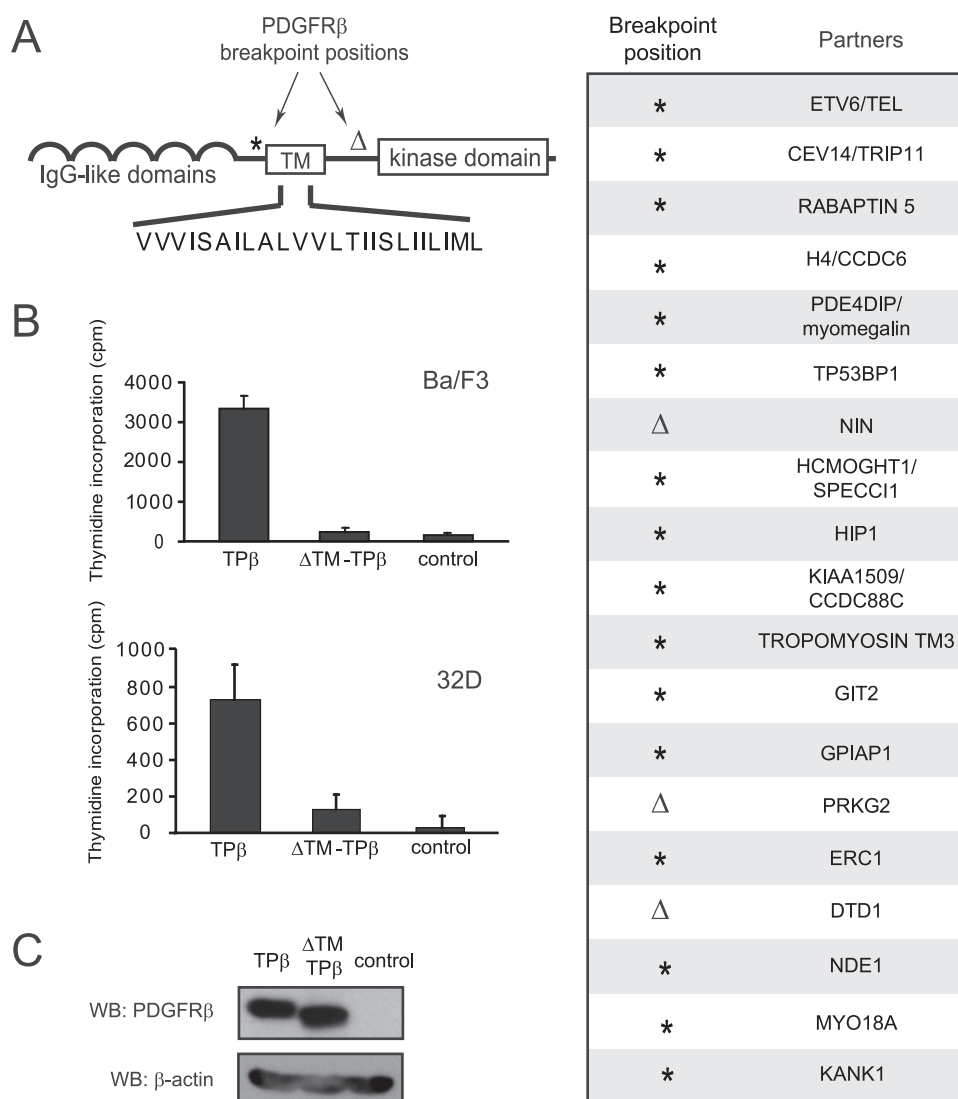 A
PDGFRβ
breakpoint positions
*
Δ
TM
kinase domain
IgG-like domains
VVVISAILALVVLTIISLIILIML
B
Thymidine incorporation (cpm)
4000
3000
2000
1000
0
Ba/F3
TPβ
ΔTM-TPβ
control
Thymidine incorporation (cpm)
1000
800
600
400
200
0
32D
TPβ
ΔTM-TPβ
control
C
TPβ
ΔTM
TPβ
control
WB: PDGFRβ
WB: β-actin
Breakpoint
position
Partners
* ETV6/TEL
* CEV14/TRIP11
* RABAPTIN 5
* H4/CCDC6
* PDE4DIP/
myomegalin
* TP53BP1
Δ NIN
* HCMOGHT1/
SPECCI1
* HIP1
* KIAA1509/
CCDC88C
* TROPOMYOSIN TM3
* GIT2
* GPIAP1
Δ PRKG2
* ERC1
Δ DTD1
* NDE1
* MYO18A
* KANK1